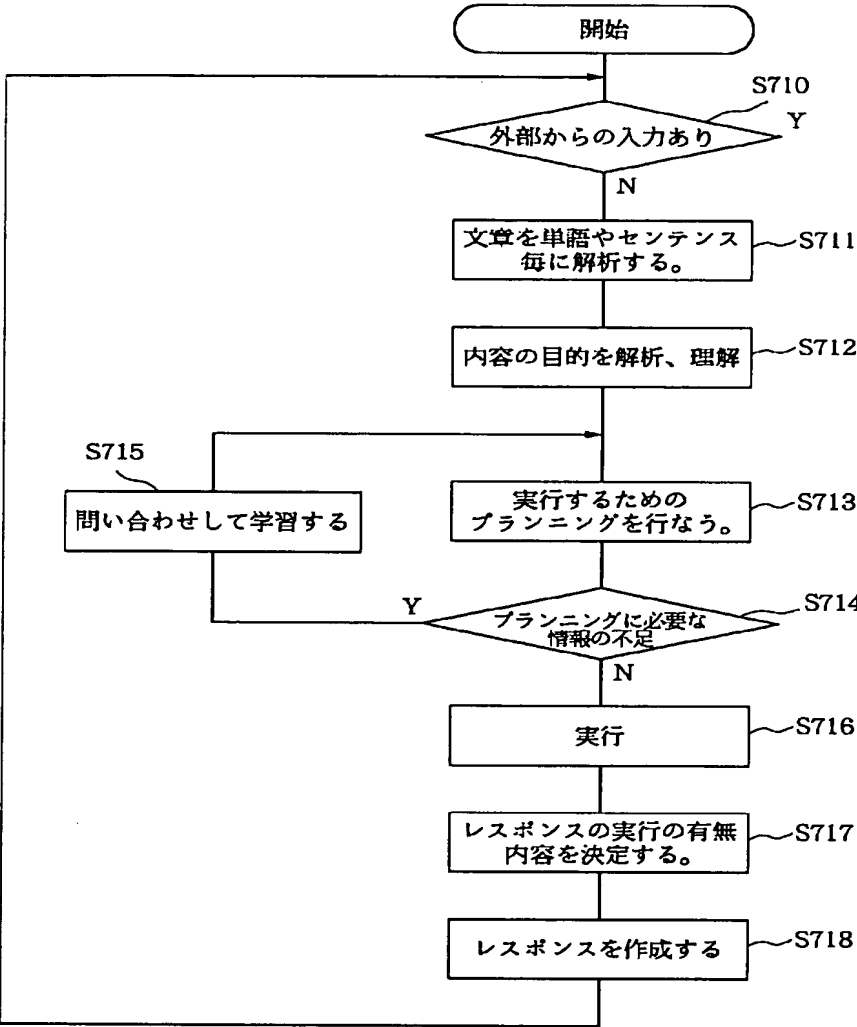 開始
S710
外部からの入力あり
Y
N
文章を単語やセンテンス
毎に解析する。
S711
内容の目的を解析、理解
S712
S715
問い合わせして学習する
実行するための
プランニングを行なう。
S713
Y
プランニングに必要な
情報の不足
S714
N
実行
S716
レスポンスの実行の有無
内容を決定する。
S717
レスポンスを作成する
S718